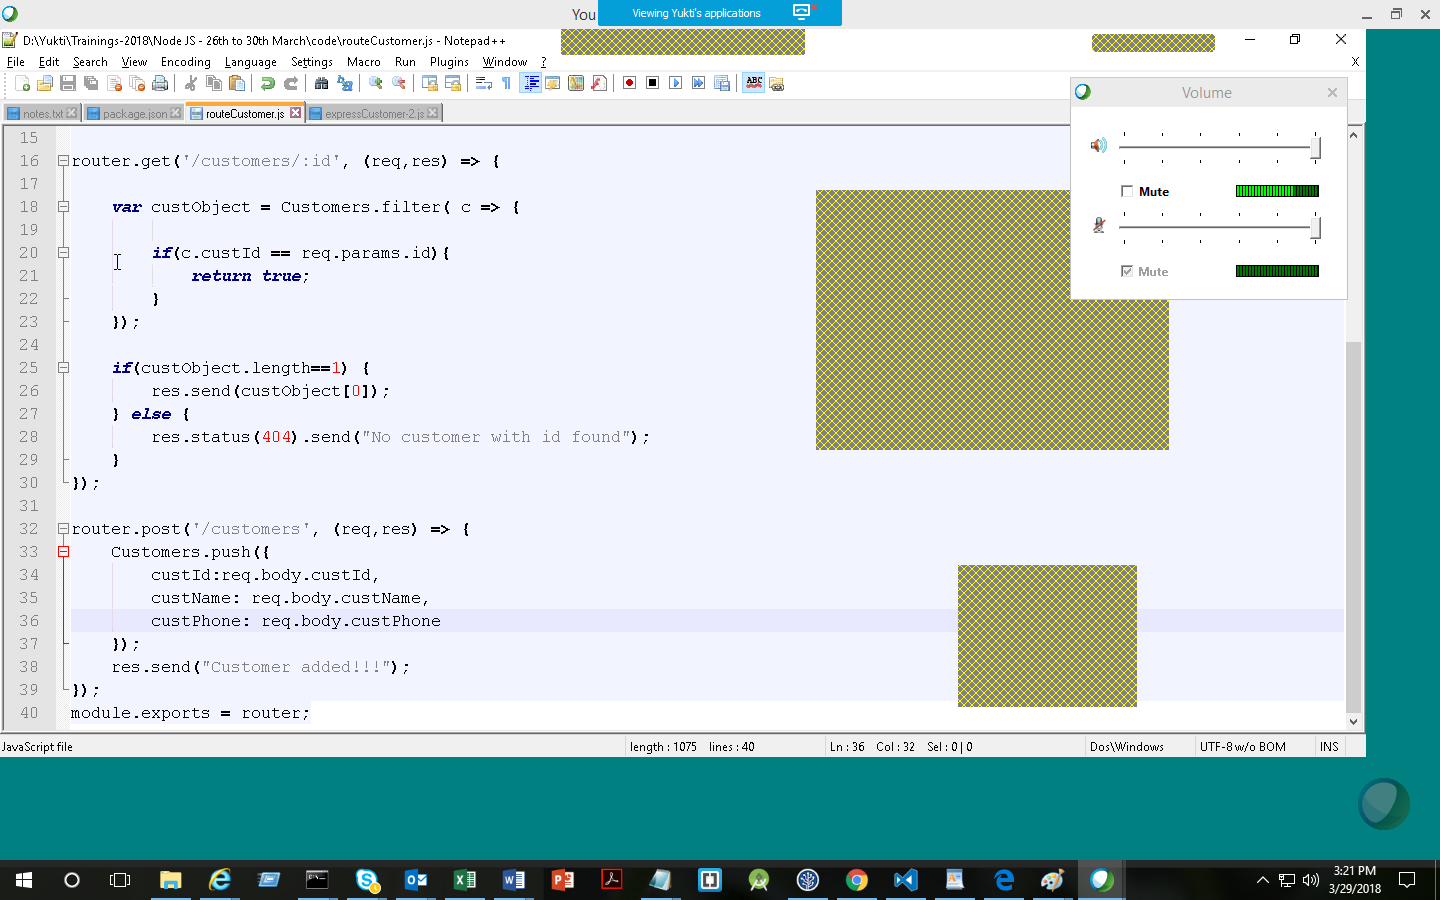 You
Viewing Yukti's applications
D:\Yukti\Trainings-2018\Node JS - 26th to 30th March\code\routeCustomer.js - Notepad++
File Edit Search View Encoding Language Settings Macro Run Plugins Window ? X
ABC
notes.txt package.json routeCustomer.js expressCustomer-2.js
Volume
Mute
Mute
15
16 router.get('/customers/:id', (req,res) => {
17
18 var custObject = Customers.filter( c => {
19
20 if(c.custId == req.params.id){
21 return true;
22 }
23 });
24
25 if(custObject.length==1) {
26 res.send(custObject[0]);
27 } else {
28 res.status(404).send("No customer with id found");
29 }
30 });
31
32 router.post('/customers', (req,res) => {
33 Customers.push({
34 custId:req.body.custId,
35 custName: req.body.custName,
36 custPhone: req.body.custPhone
37 });
38 res.send("Customer added!!!");
39 });
40 module.exports = router;
JavaScript file length : 1075 lines : 40 Ln : 36 Col : 32 Sel : 0 | 0 Dos\Windows UTF-8 w/o BOM INS
3:21 PM
3/29/2018